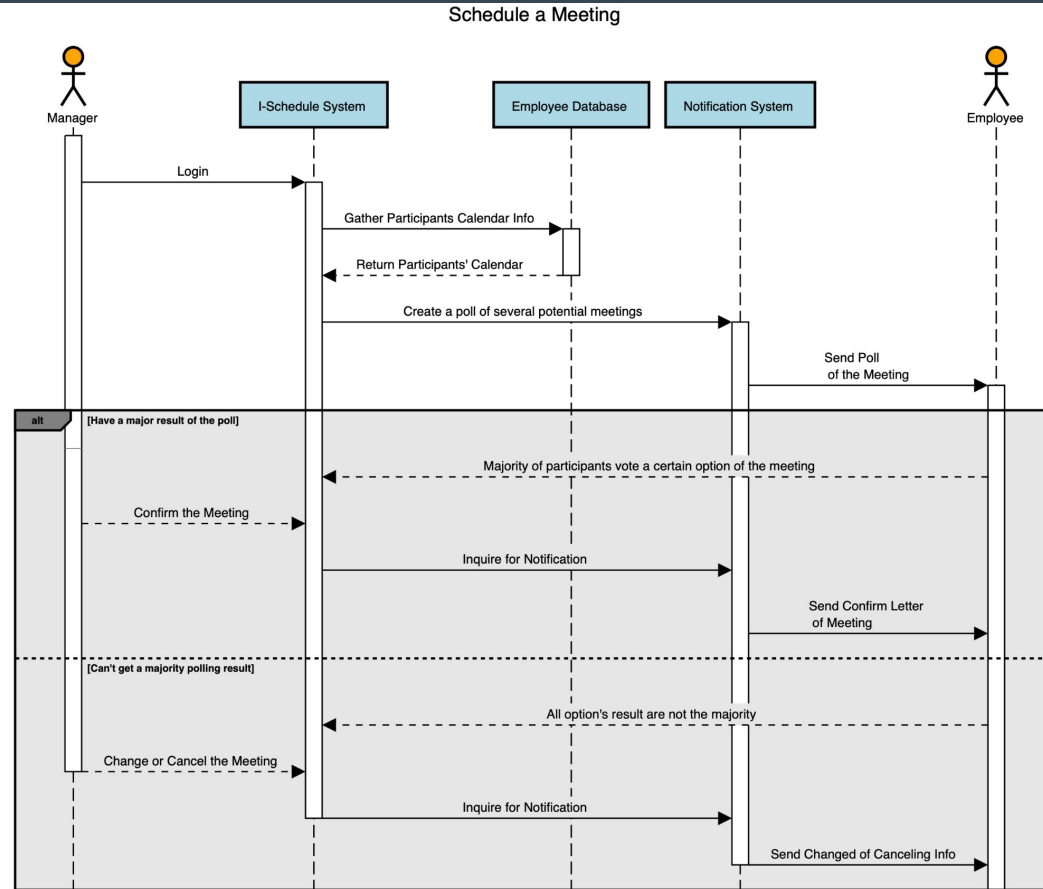 Schedule a Meeting
Manager
I-Schedule System
Employee Database
Notification System
Employee
Login
Gather Participants Calendar Info
Return Participants' Calendar
Create a poll of several potential meetings
Send Poll
of the Meeting
alt
[Have a major result of the poll]
Majority of participants vote a certain option of the meeting
Confirm the Meeting
Inquire for Notification
Send Confirm Letter
of Meeting
[Can't get a majority polling result]
All option's result are not the majority
Change or Cancel the Meeting
Inquire for Notification
Send Changed of Canceling Info